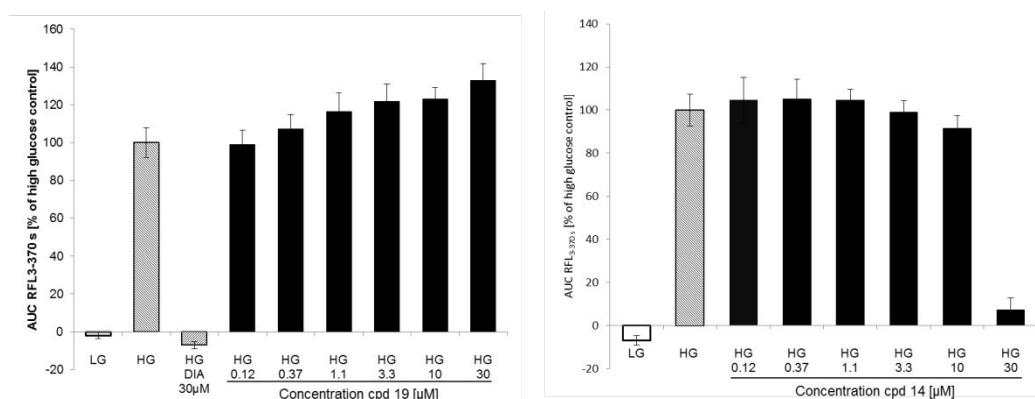 AUC RFL3-370 s [% of high glucose control]
160
140
120
100
80
60
40
20
0
-20
LG
HG
HG
DIA
30µM
HG
0.12
HG
0.37
HG
1.1
HG
3.3
HG
10
HG
30
Concentration cpd 19 [µM]
AUC RFL3-370 s [% of high glucose control]
140
120
100
80
60
40
20
0
-20
LG
HG
HG
0.12
HG
0.37
HG
1.1
HG
3.3
HG
10
HG
30
Concentration cpd 14 [µM]